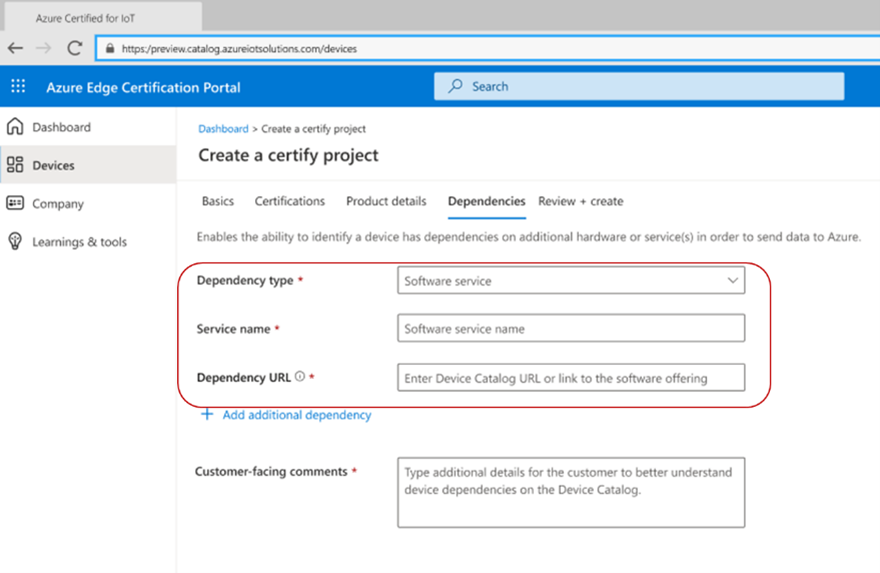 Azure Certified for IoT
https:/preview.catalog.azureiotsolutions.com/devices
Azure Edge Certification Portal
Search
Dashboard
Devices
Company
Learnings & tools
Dashboard > Create a certify project
Create a certify project
Basics Certifications Product details Dependencies Review + create
Enables the ability to identify a device has dependencies on additional hardware or service(s) in order to send data to Azure.
Dependency type * Software service
Service name * Software service name
Dependency URL * Enter Device Catalog URL or link to the software offering
+ Add additional dependency
Customer-facing comments * Type additional details for the customer to better understand
device dependencies on the Device Catalog.